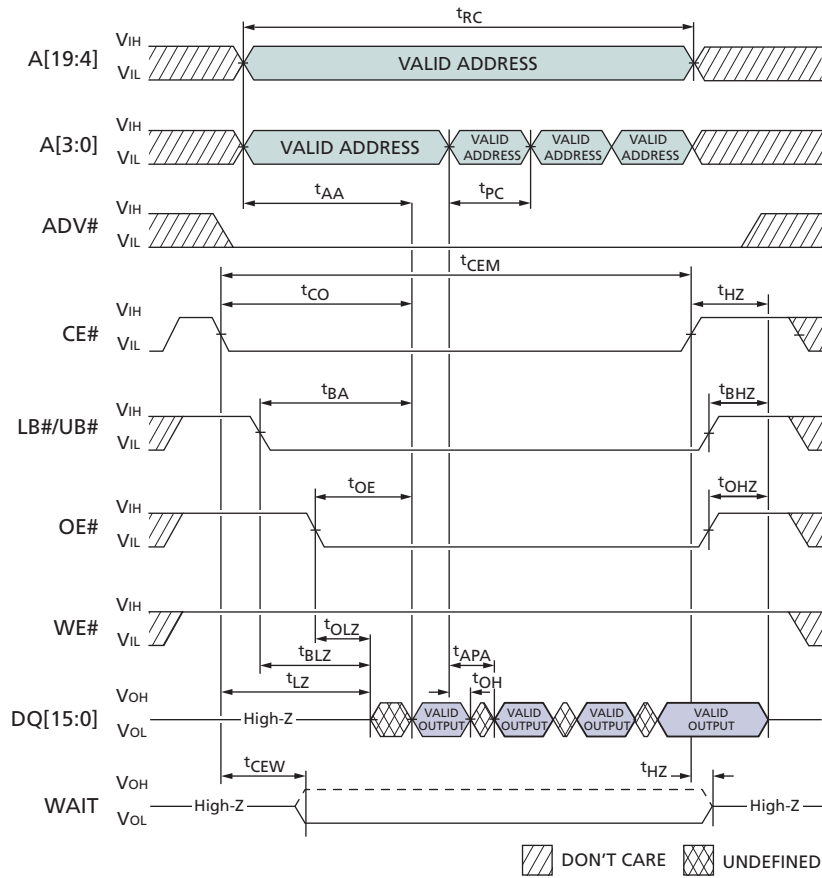 tRC
A[19:4] VIH VIL VALID ADDRESS
A[3:0] VIH VIL VALID ADDRESS VALID ADDRESS VALID ADDRESS VALID ADDRESS
tAA tPC
ADV# VIH VIL
tCEM
tCO tHZ
CE# VIH VIL
tBA tBHZ
LB#/UB# VIH VIL
tOE tOHZ
OE# VIH VIL
WE# VIH VIL
tOLZ
tBLZ tAPA
tLZ tOH
DQ[15:0] VOH VOL High-Z VALID OUTPUT VALID OUTPUT VALID OUTPUT VALID OUTPUT
tCEW tHZ
WAIT VOH VOL High-Z High-Z
DON'T CARE UNDEFINED